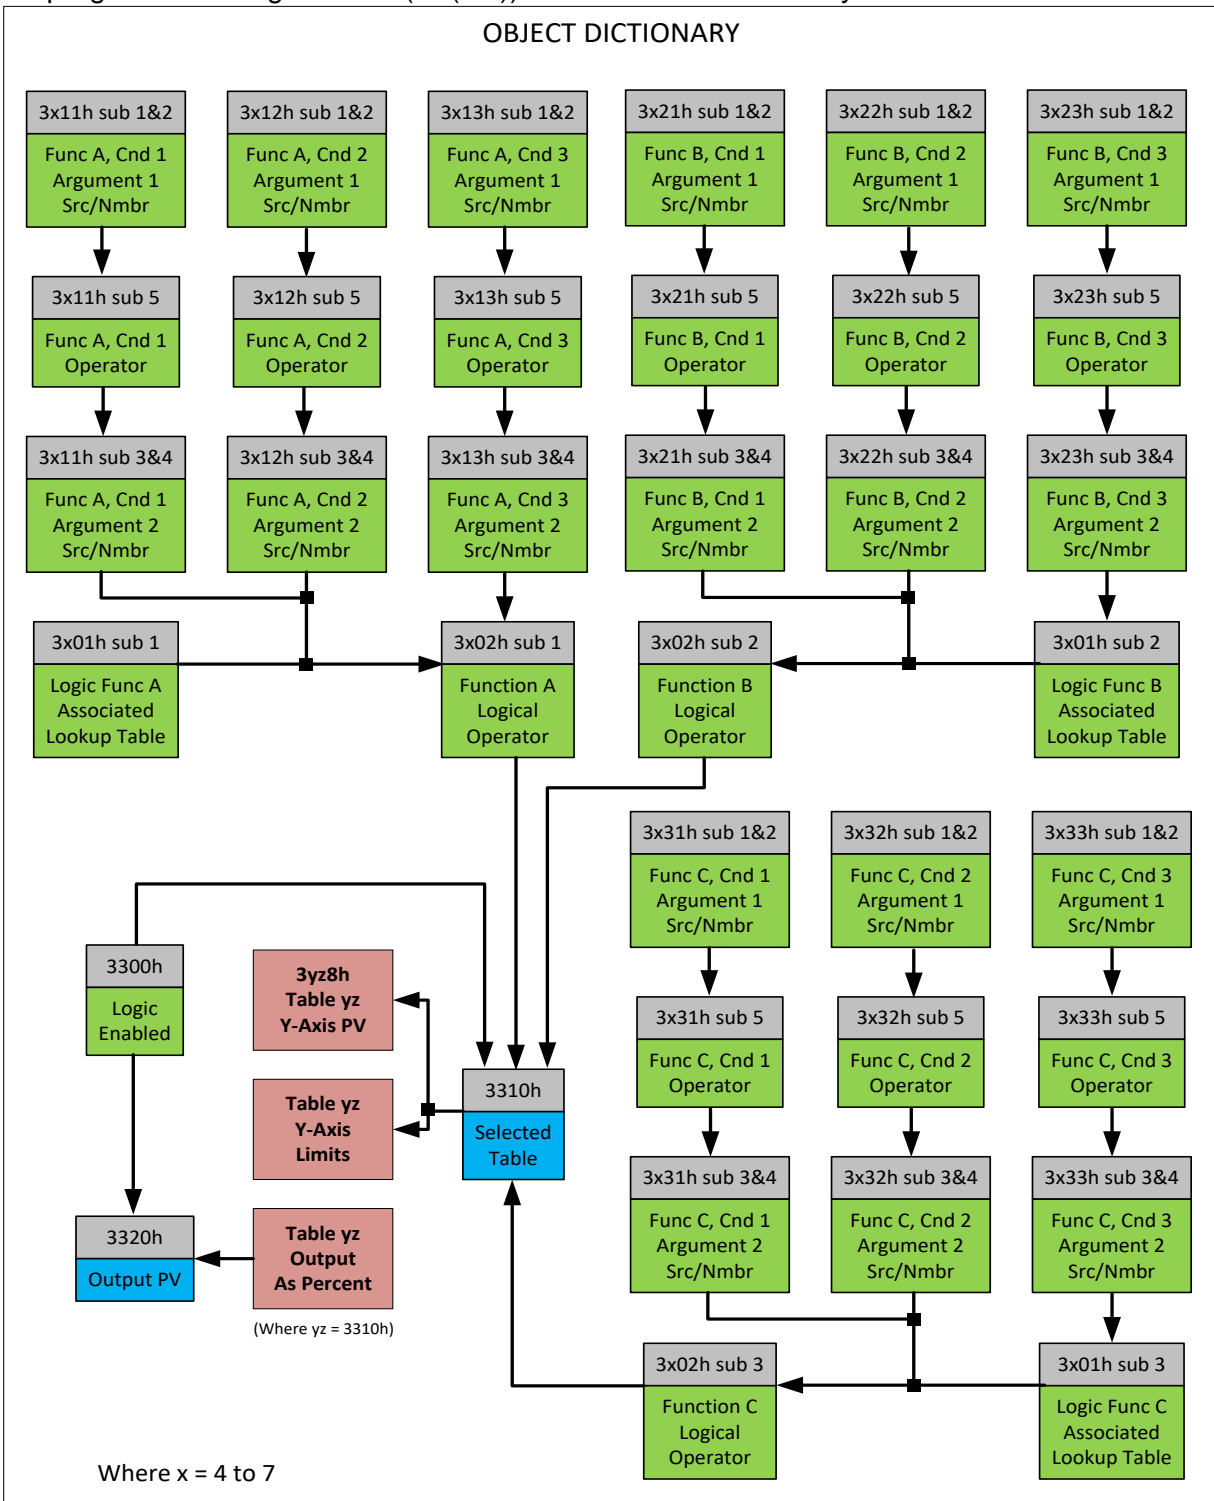 OBJECT DICTIONARY
3x11h sub 1&2
Func A, Cnd 1
Argument 1
Src/Nmbr
3x12h sub 1&2
Func A, Cnd 2
Argument 1
Src/Nmbr
3x13h sub 1&2
Func A, Cnd 3
Argument 1
Src/Nmbr
3x21h sub 1&2
Func B, Cnd 1
Argument 1
Src/Nmbr
3x22h sub 1&2
Func B, Cnd 2
Argument 1
Src/Nmbr
3x23h sub 1&2
Func B, Cnd 3
Argument 1
Src/Nmbr
3x11h sub 5
Func A, Cnd 1
Operator
3x12h sub 5
Func A, Cnd 2
Operator
3x13h sub 5
Func A, Cnd 3
Operator
3x21h sub 5
Func B, Cnd 1
Operator
3x22h sub 5
Func B, Cnd 2
Operator
3x23h sub 5
Func B, Cnd 3
Operator
3x11h sub 3&4
Func A, Cnd 1
Argument 2
Src/Nmbr
3x12h sub 3&4
Func A, Cnd 2
Argument 2
Src/Nmbr
3x13h sub 3&4
Func A, Cnd 3
Argument 2
Src/Nmbr
3x21h sub 3&4
Func B, Cnd 1
Argument 2
Src/Nmbr
3x22h sub 3&4
Func B, Cnd 2
Argument 2
Src/Nmbr
3x23h sub 3&4
Func B, Cnd 3
Argument 2
Src/Nmbr
3x01h sub 1
Logic Func A
Associated
Lookup Table
3x02h sub 1
Function A
Logical
Operator
3x02h sub 2
Function B
Logical
Operator
3x01h sub 2
Logic Func B
Associated
Lookup Table
3x31h sub 1&2
Func C, Cnd 1
Argument 1
Src/Nmbr
3x32h sub 1&2
Func C, Cnd 2
Argument 1
Src/Nmbr
3x33h sub 1&2
Func C, Cnd 3
Argument 1
Src/Nmbr
3300h
Logic
Enabled
3yz8h
Table yz
Y-Axis PV
3x31h sub 5
Func C, Cnd 1
Operator
3x32h sub 5
Func C, Cnd 2
Operator
3x33h sub 5
Func C, Cnd 3
Operator
Table yz
Y-Axis
Limits
3310h
Selected
Table
3x31h sub 3&4
Func C, Cnd 1
Argument 2
Src/Nmbr
3x32h sub 3&4
Func C, Cnd 2
Argument 2
Src/Nmbr
3x33h sub 3&4
Func C, Cnd 3
Argument 2
Src/Nmbr
3320h
Output PV
Table yz
Output
As Percent
(Where yz = 3310h)
3x02h sub 3
Function C
Logical
Operator
3x01h sub 3
Logic Func C
Associated
Lookup Table
Where x = 4 to 7